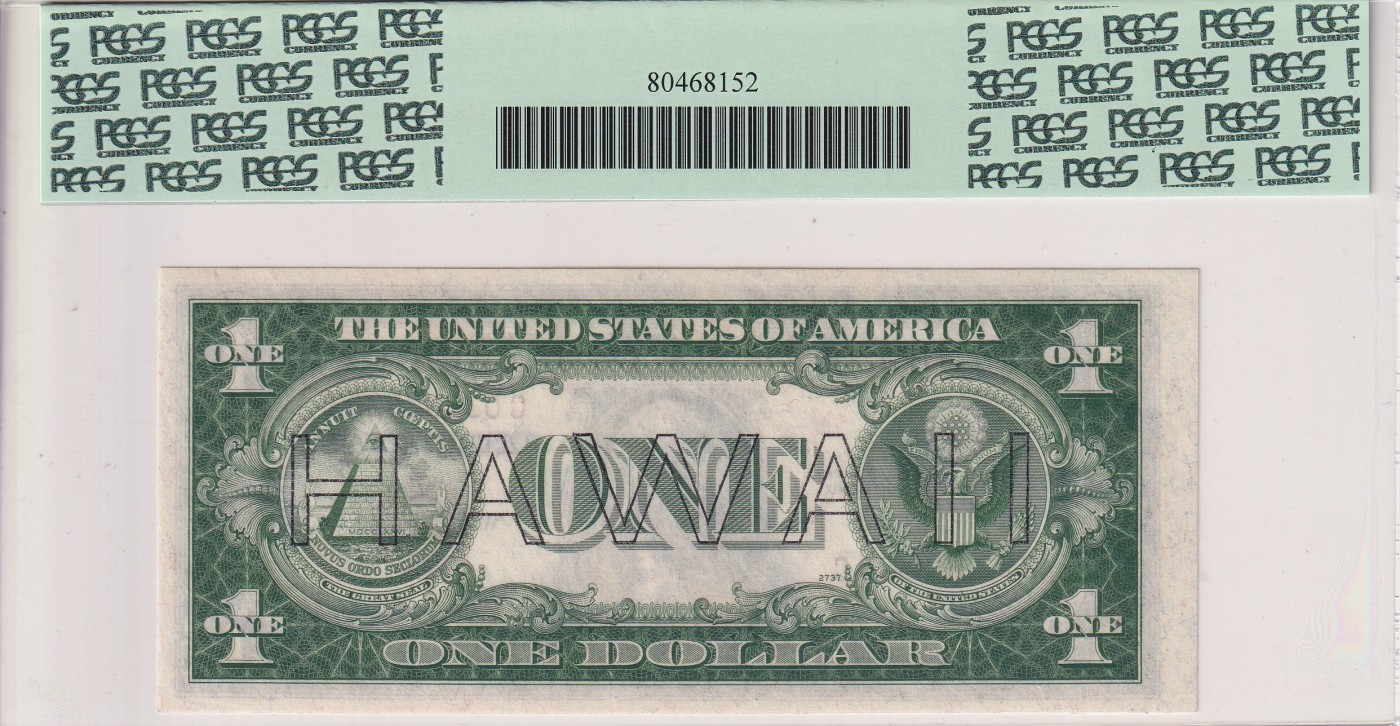 PCGS CURRENCY
80468152
THE UNITED STATES OF AMERICA
1 ONE
1 ONE
ANNUIT CŒPTIS
HAWAII
ONE
MDCC
NOVUS ORDO SECLORUM
THE GREAT SEAL
OF THE UNITED STATES
2737
1 ONE
1 ONE
ONE DOLLAR